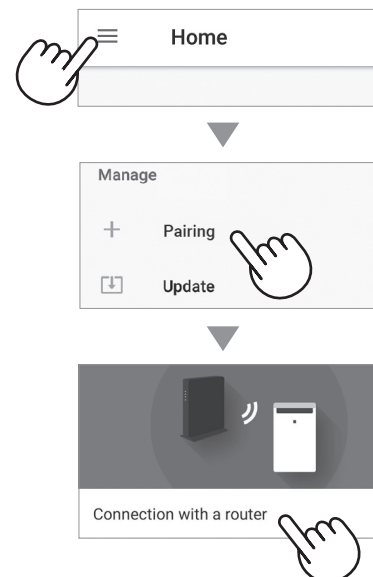 Home
Manage
Pairing
Update
Connection with a router